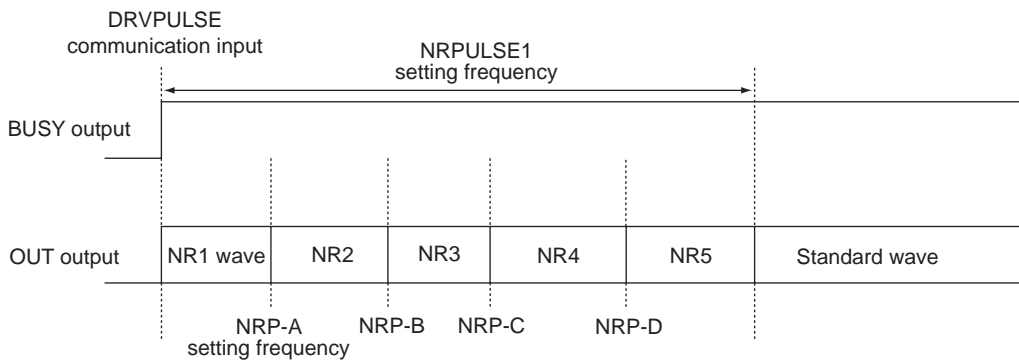 DRVPULSE
communication input
NRPULSE1
setting frequency
BUSY output
OUT output
NR1 wave
NR2
NR3
NR4
NR5
Standard wave
NRP-A
setting frequency
NRP-B
NRP-C
NRP-D